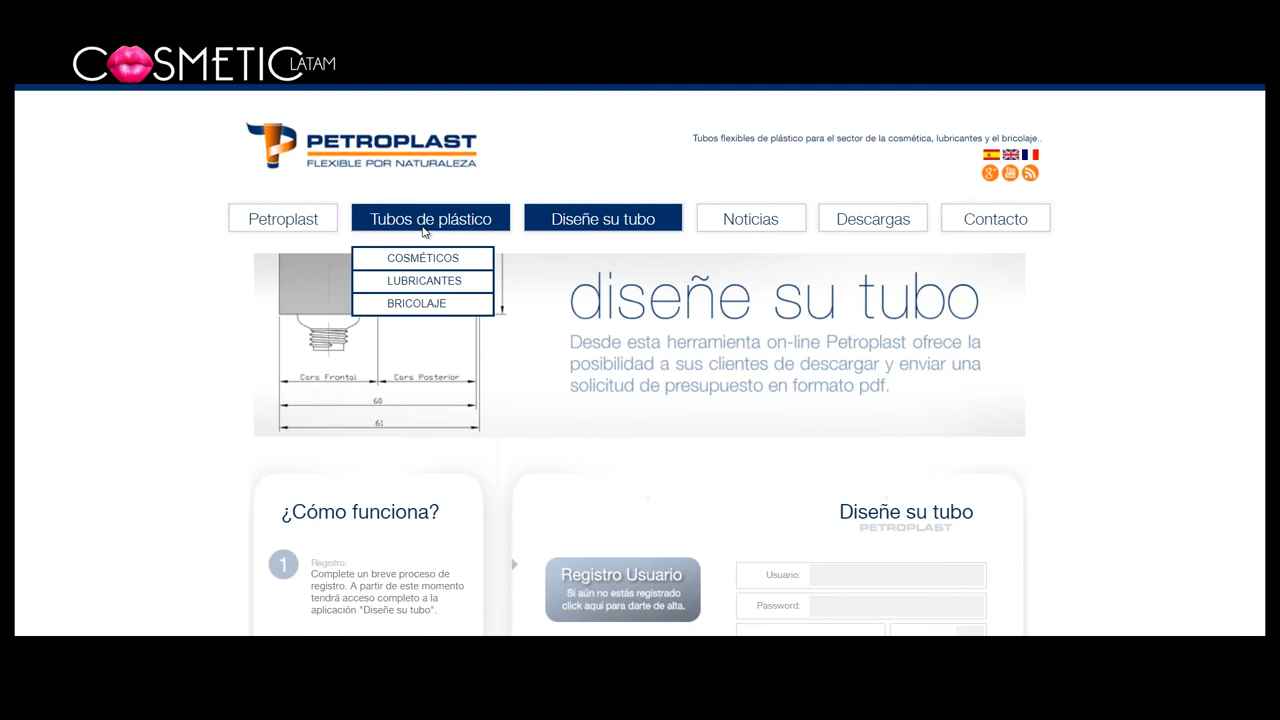 COSMETIC LATAM
PETROPLAST
FLEXIBLE POR NATURALEZA
Tubos flexibles de plástico para el sector de la cosmética, lubricantes y el bricolaje..
Petroplast
Tubos de plástico
Diseñe su tubo
Noticias
Descargas
Contacto
COSMÉTICOS
LUBRICANTES
BRICOLAJE
Cara Frontal
Cara Posterior
60
61
diseñe su tubo
Desde esta herramienta on-line Petroplast ofrece la
posibilidad a sus clientes de descargar y enviar una
solicitud de presupuesto en formato pdf.
¿Cómo funciona?
1
Registro:
Complete un breve proceso de
registro. A partir de este momento
tendrá acceso completo a la
aplicación "Diseñe su tubo".
Registro Usuario
Si aún no estás registrado
click aquí para darte de alta.
Diseñe su tubo
PETROPLAST
Usuario:
Password: